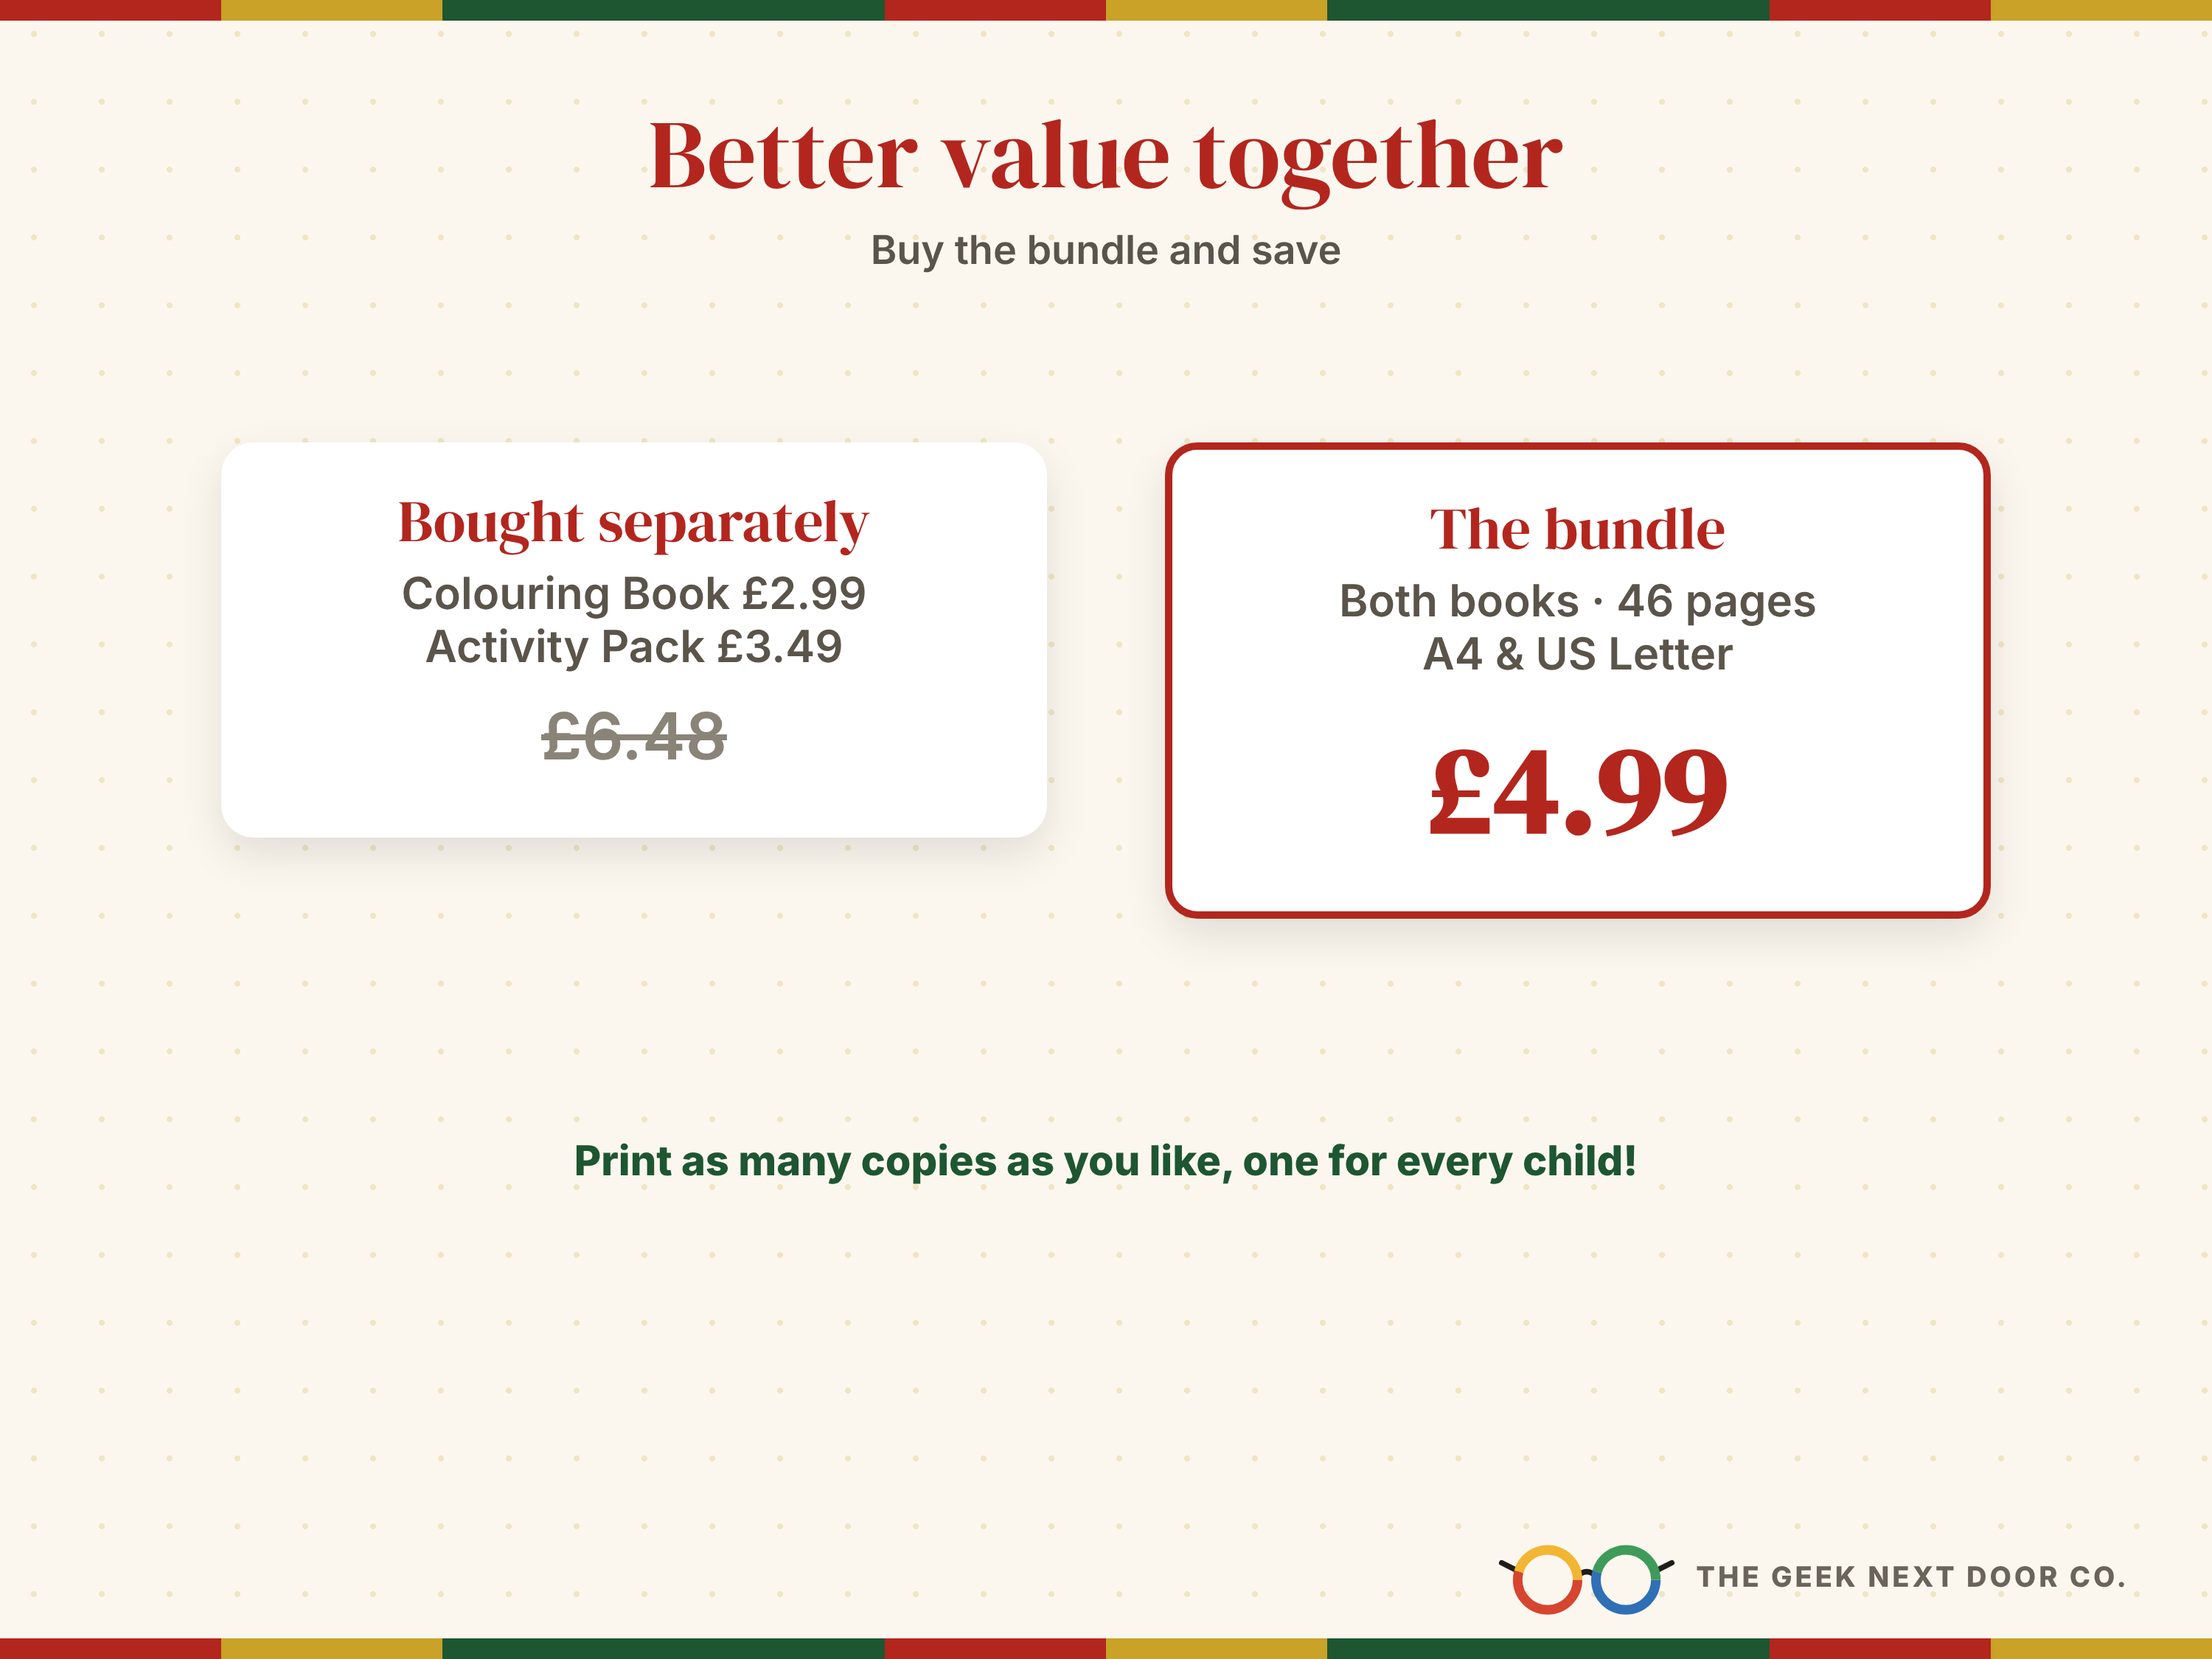 Better value together
Buy the bundle and save
Bought separately
Colouring Book £2.99
Activity Pack £3.49
£6.48
The bundle
Both books · 46 pages
A4 & US Letter
£4.99
Print as many copies as you like, one for every child!
THE GEEK NEXT DOOR CO.